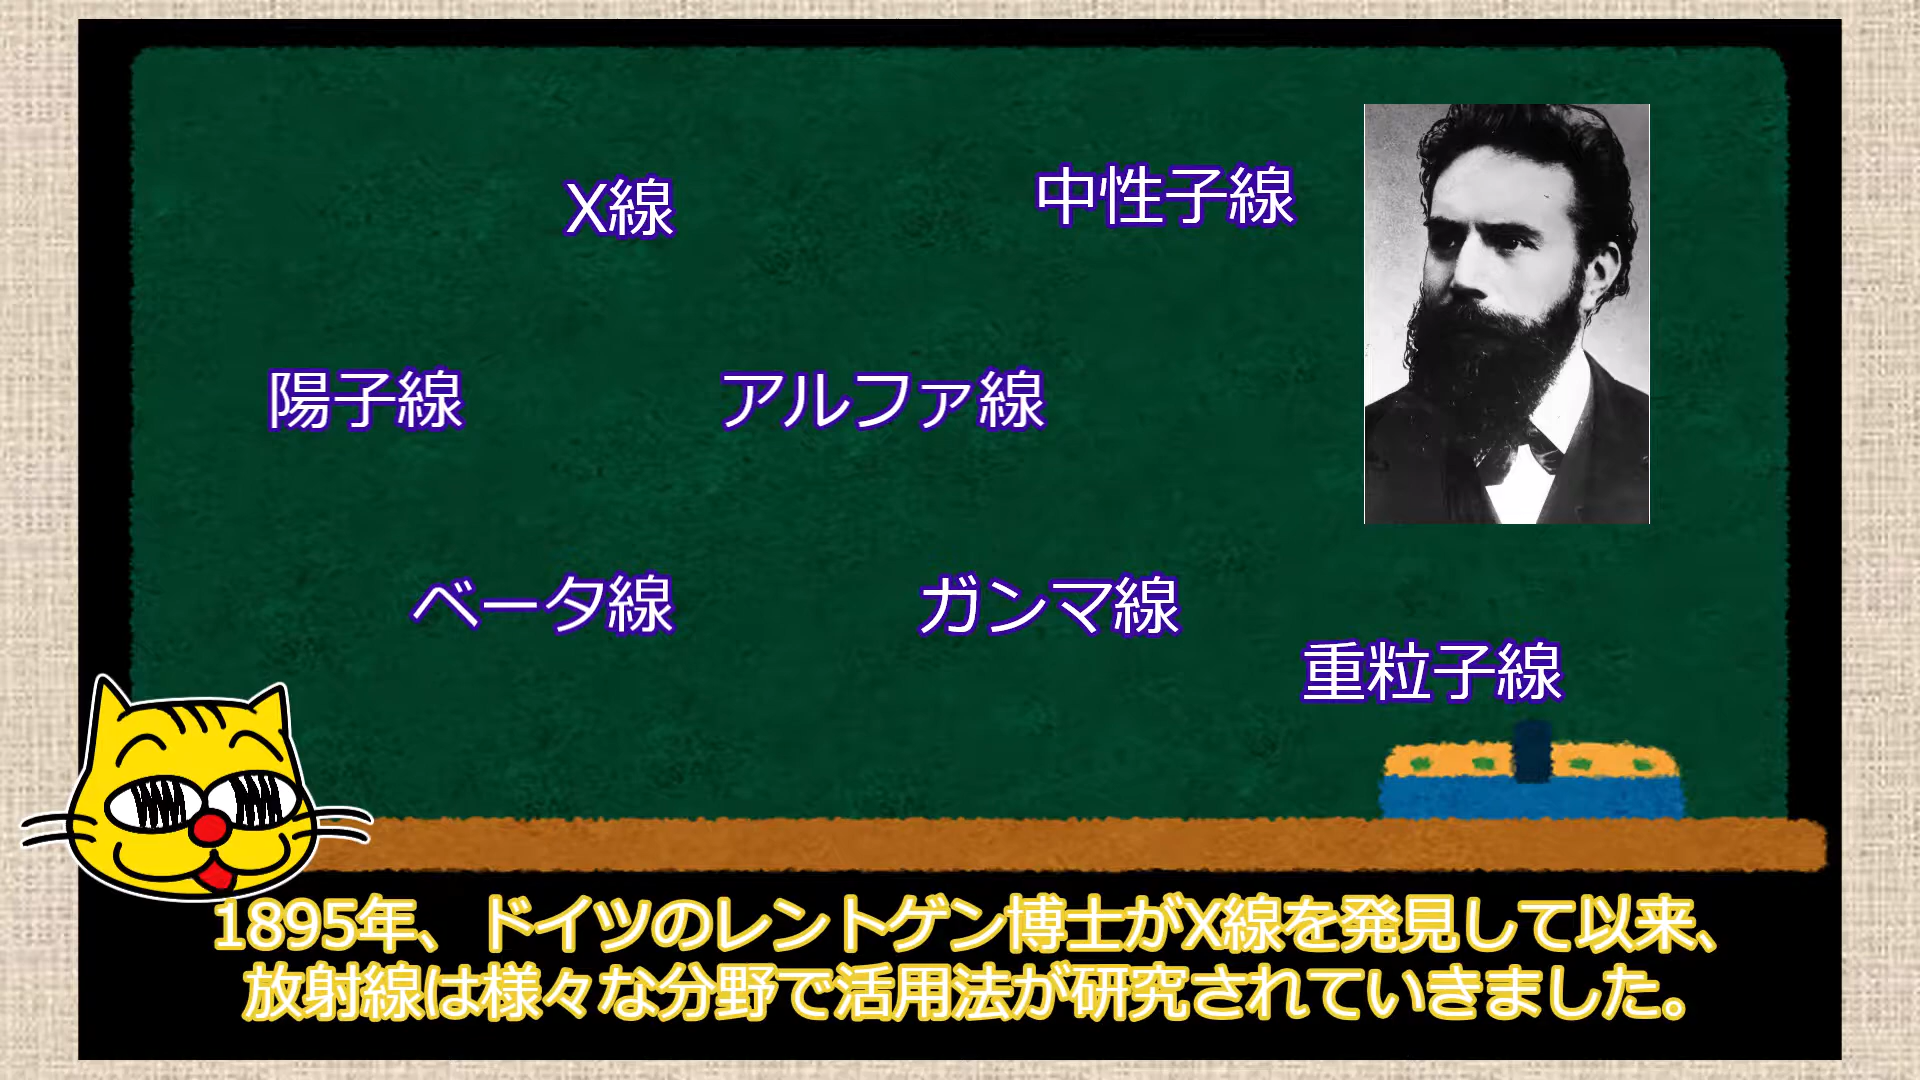 X線
中性子線
陽子線
アルファ線
ベータ線
ガンマ線
重粒子線
1895年、ドイツのレントゲン博士がX線を発見して以来、
放射線は様々な分野で活用法が研究されていきました。